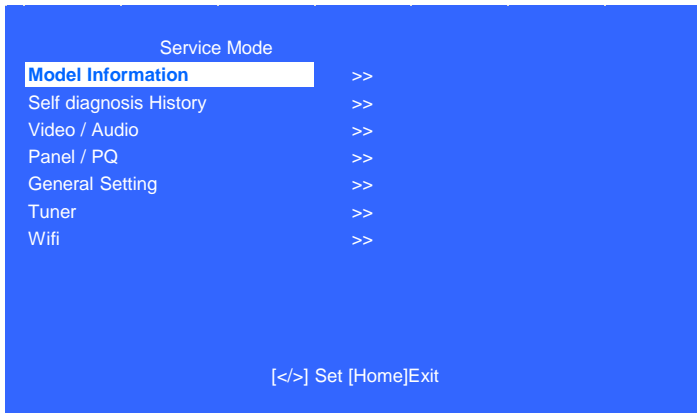 Service Mode
Model Information >>
Self diagnosis History >>
Video / Audio >>
Panel / PQ >>
General Setting >>
Tuner >>
Wifi >>
[</>] Set [Home]Exit